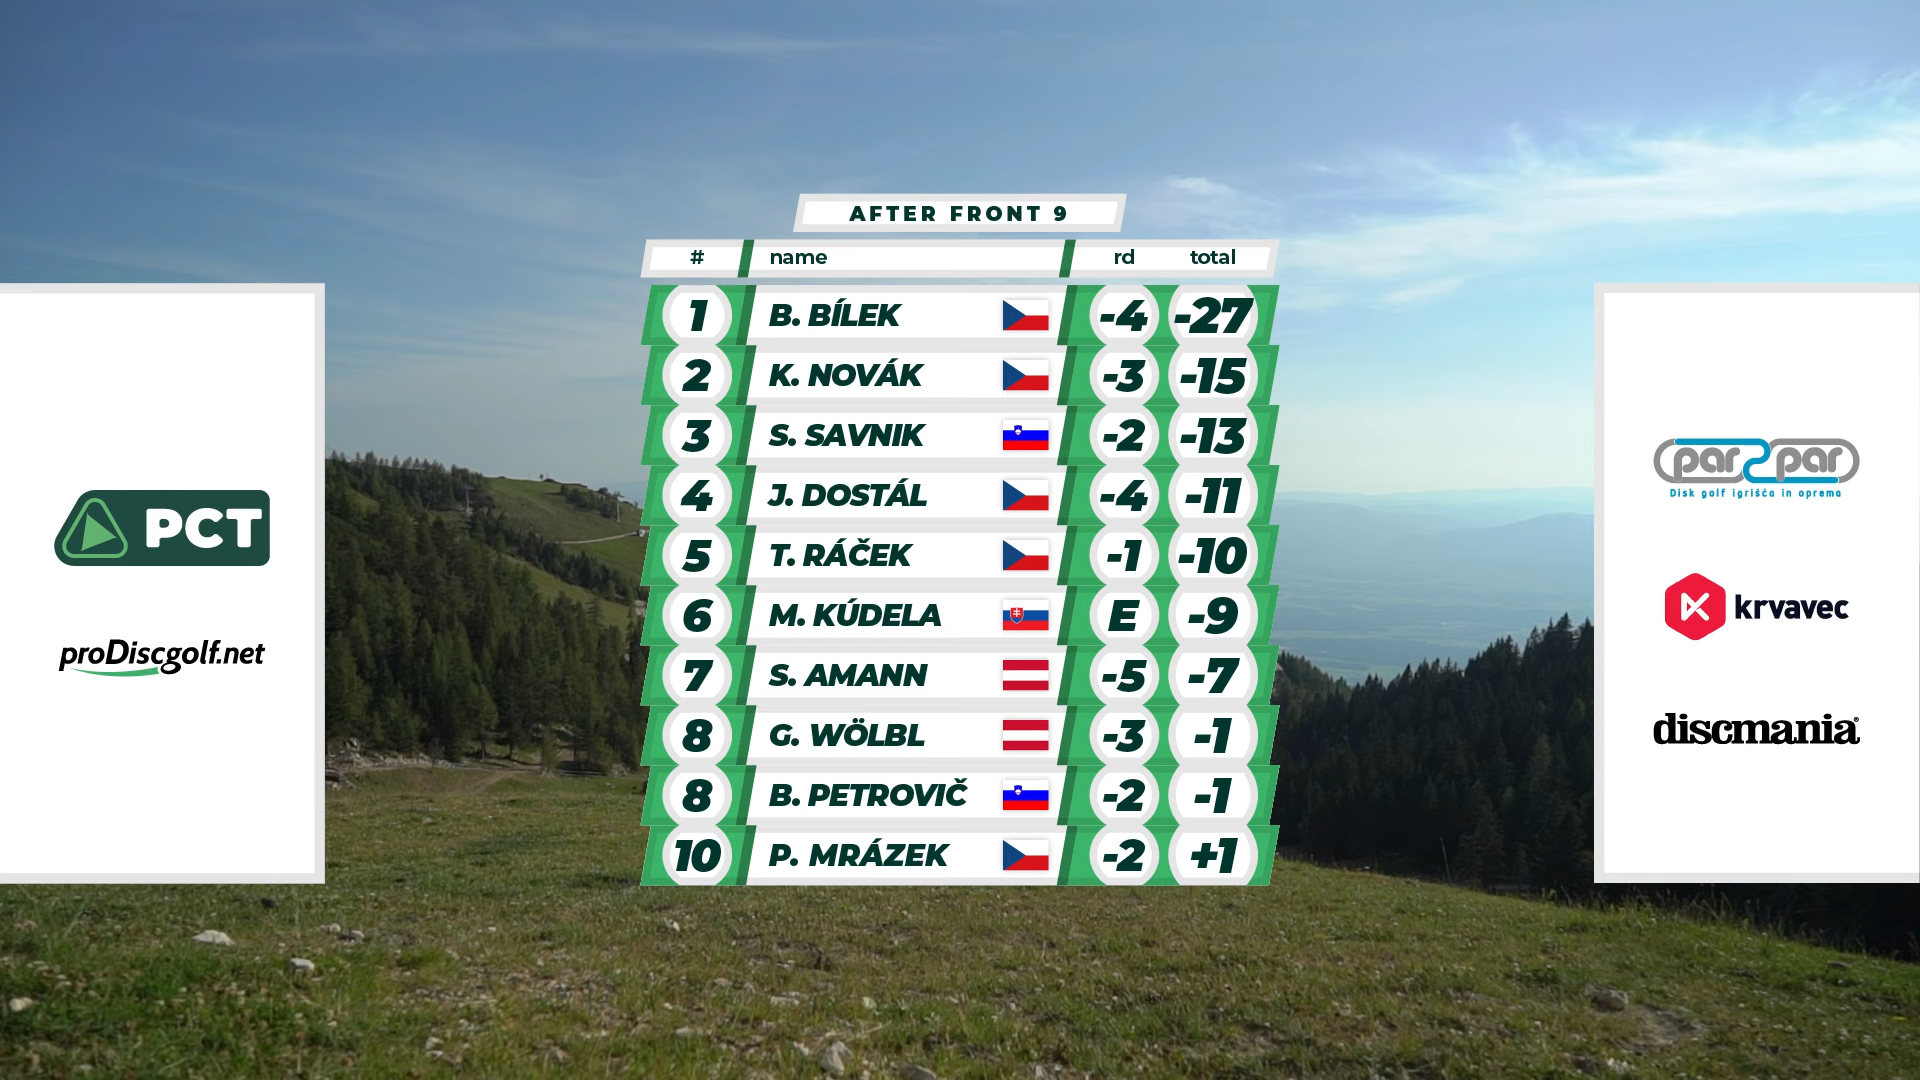 AFTER FRONT 9
# name rd total
1 B. BÍLEK -4 -27
2 K. NOVÁK -3 -15
3 S. SAVNIK -2 -13
4 J. DOSTÁL -4 -11
5 T. RÁČEK -1 -10
6 M. KÚDELA E -9
7 S. AMANN -5 -7
8 G. WÖLBL -3 -1
8 B. PETROVIČ -2 -1
10 P. MRÁZEK -2 +1
PCT
proDiscgolf.net
par2par
Disk golf igrišča in oprema
krvavec
discmania